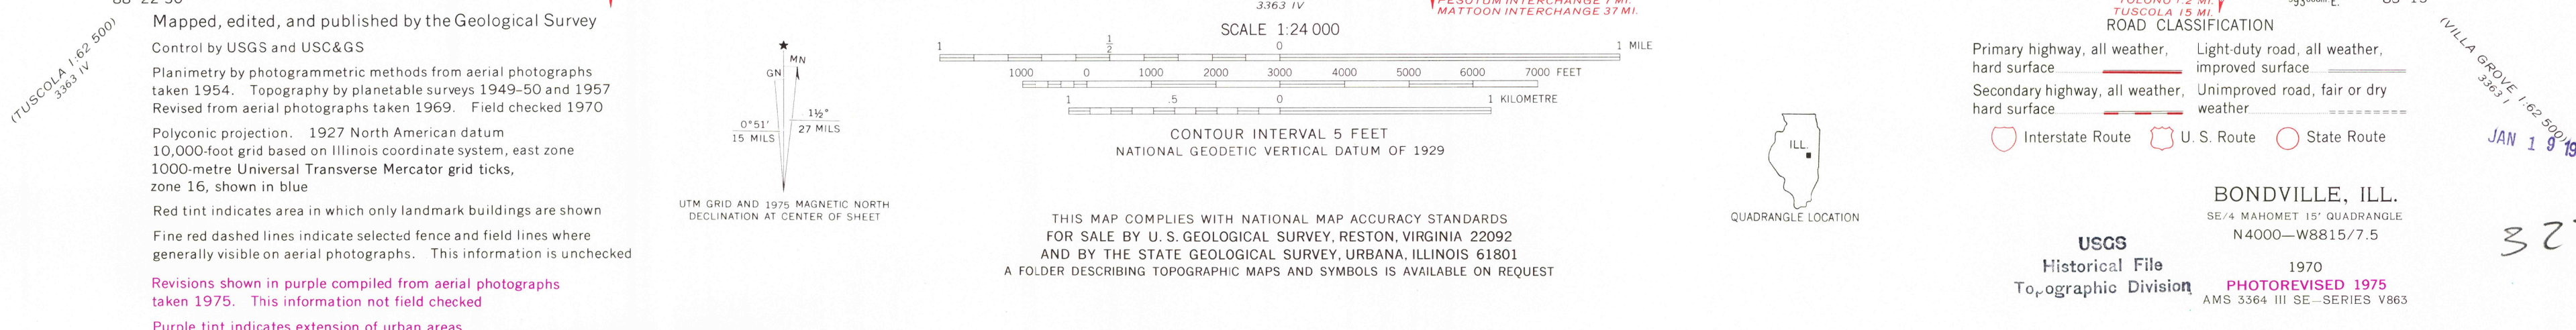 Mapped, edited, and published by the Geological Survey
Control by USGS and USC&GS
Planimetry by photogrammetric methods from aerial photographs
taken 1954. Topography by planetable surveys 1949–50 and 1957
Revised from aerial photographs taken 1969. Field checked 1970
Polyconic projection. 1927 North American datum
10,000-foot grid based on Illinois coordinate system, east zone
1000-metre Universal Transverse Mercator grid ticks,
zone 16, shown in blue
Red tint indicates area in which only landmark buildings are shown
Fine red dashed lines indicate selected fence and field lines where
generally visible on aerial photographs. This information is unchecked
Revisions shown in purple compiled from aerial photographs
taken 1975. This information not field checked
Purple tint indicates extension of urban areas
(TUSCOLA 1:62 500)
3363 IV
★
MN
GN
0°51′
15 MILS
1½°
27 MILS
UTM GRID AND 1975 MAGNETIC NORTH
DECLINATION AT CENTER OF SHEET
3363 IV
PESOTUM INTERCHANGE 7 MI.
MATTOON INTERCHANGE 37 MI.
SCALE 1:24 000
1 ½ 0 1 MILE
1000 0 1000 2000 3000 4000 5000 6000 7000 FEET
1 .5 0 1 KILOMETRE
CONTOUR INTERVAL 5 FEET
NATIONAL GEODETIC VERTICAL DATUM OF 1929
THIS MAP COMPLIES WITH NATIONAL MAP ACCURACY STANDARDS
FOR SALE BY U. S. GEOLOGICAL SURVEY, RESTON, VIRGINIA 22092
AND BY THE STATE GEOLOGICAL SURVEY, URBANA, ILLINOIS 61801
A FOLDER DESCRIBING TOPOGRAPHIC MAPS AND SYMBOLS IS AVAILABLE ON REQUEST
ILL.
QUADRANGLE LOCATION
TUSCOLA 15 MI.
ROAD CLASSIFICATION
Primary highway, all weather,
hard surface
Light-duty road, all weather,
improved surface
Secondary highway, all weather,
hard surface
Unimproved road, fair or dry
weather
Interstate Route U. S. Route State Route
(VILLA GROVE 1:62 500)
3363 I
JAN 1 9 19
BONDVILLE, ILL.
SE/4 MAHOMET 15′ QUADRANGLE
N4000—W8815/7.5
1970
PHOTOREVISED 1975
AMS 3364 III SE—SERIES V863
USGS
Historical File
Topographic Division